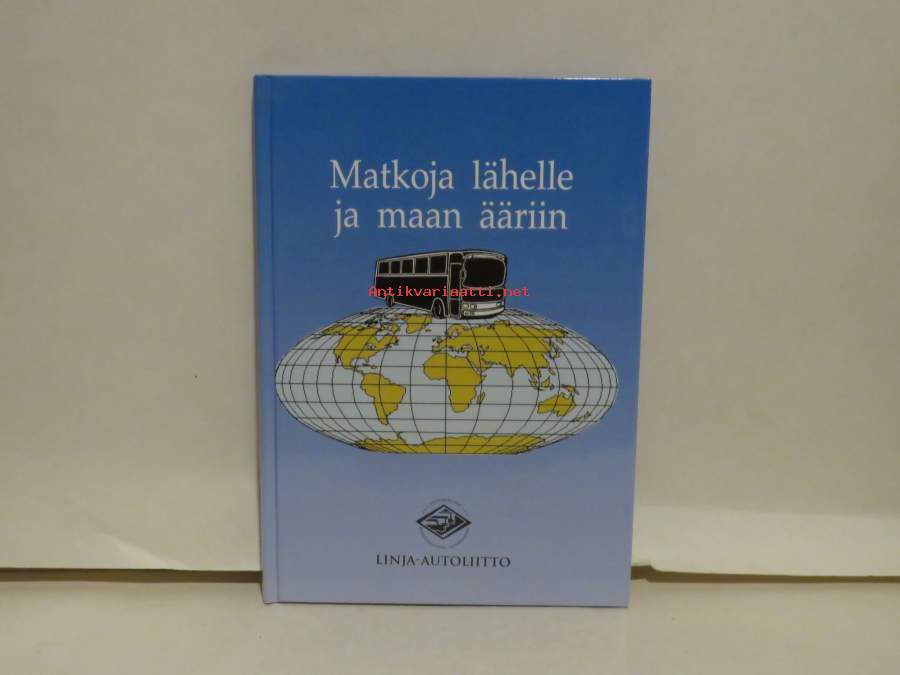 Matkoja lähelle
ja maan ääriin
Antikvariaatti.net
LINJA-AUTOLIITTO